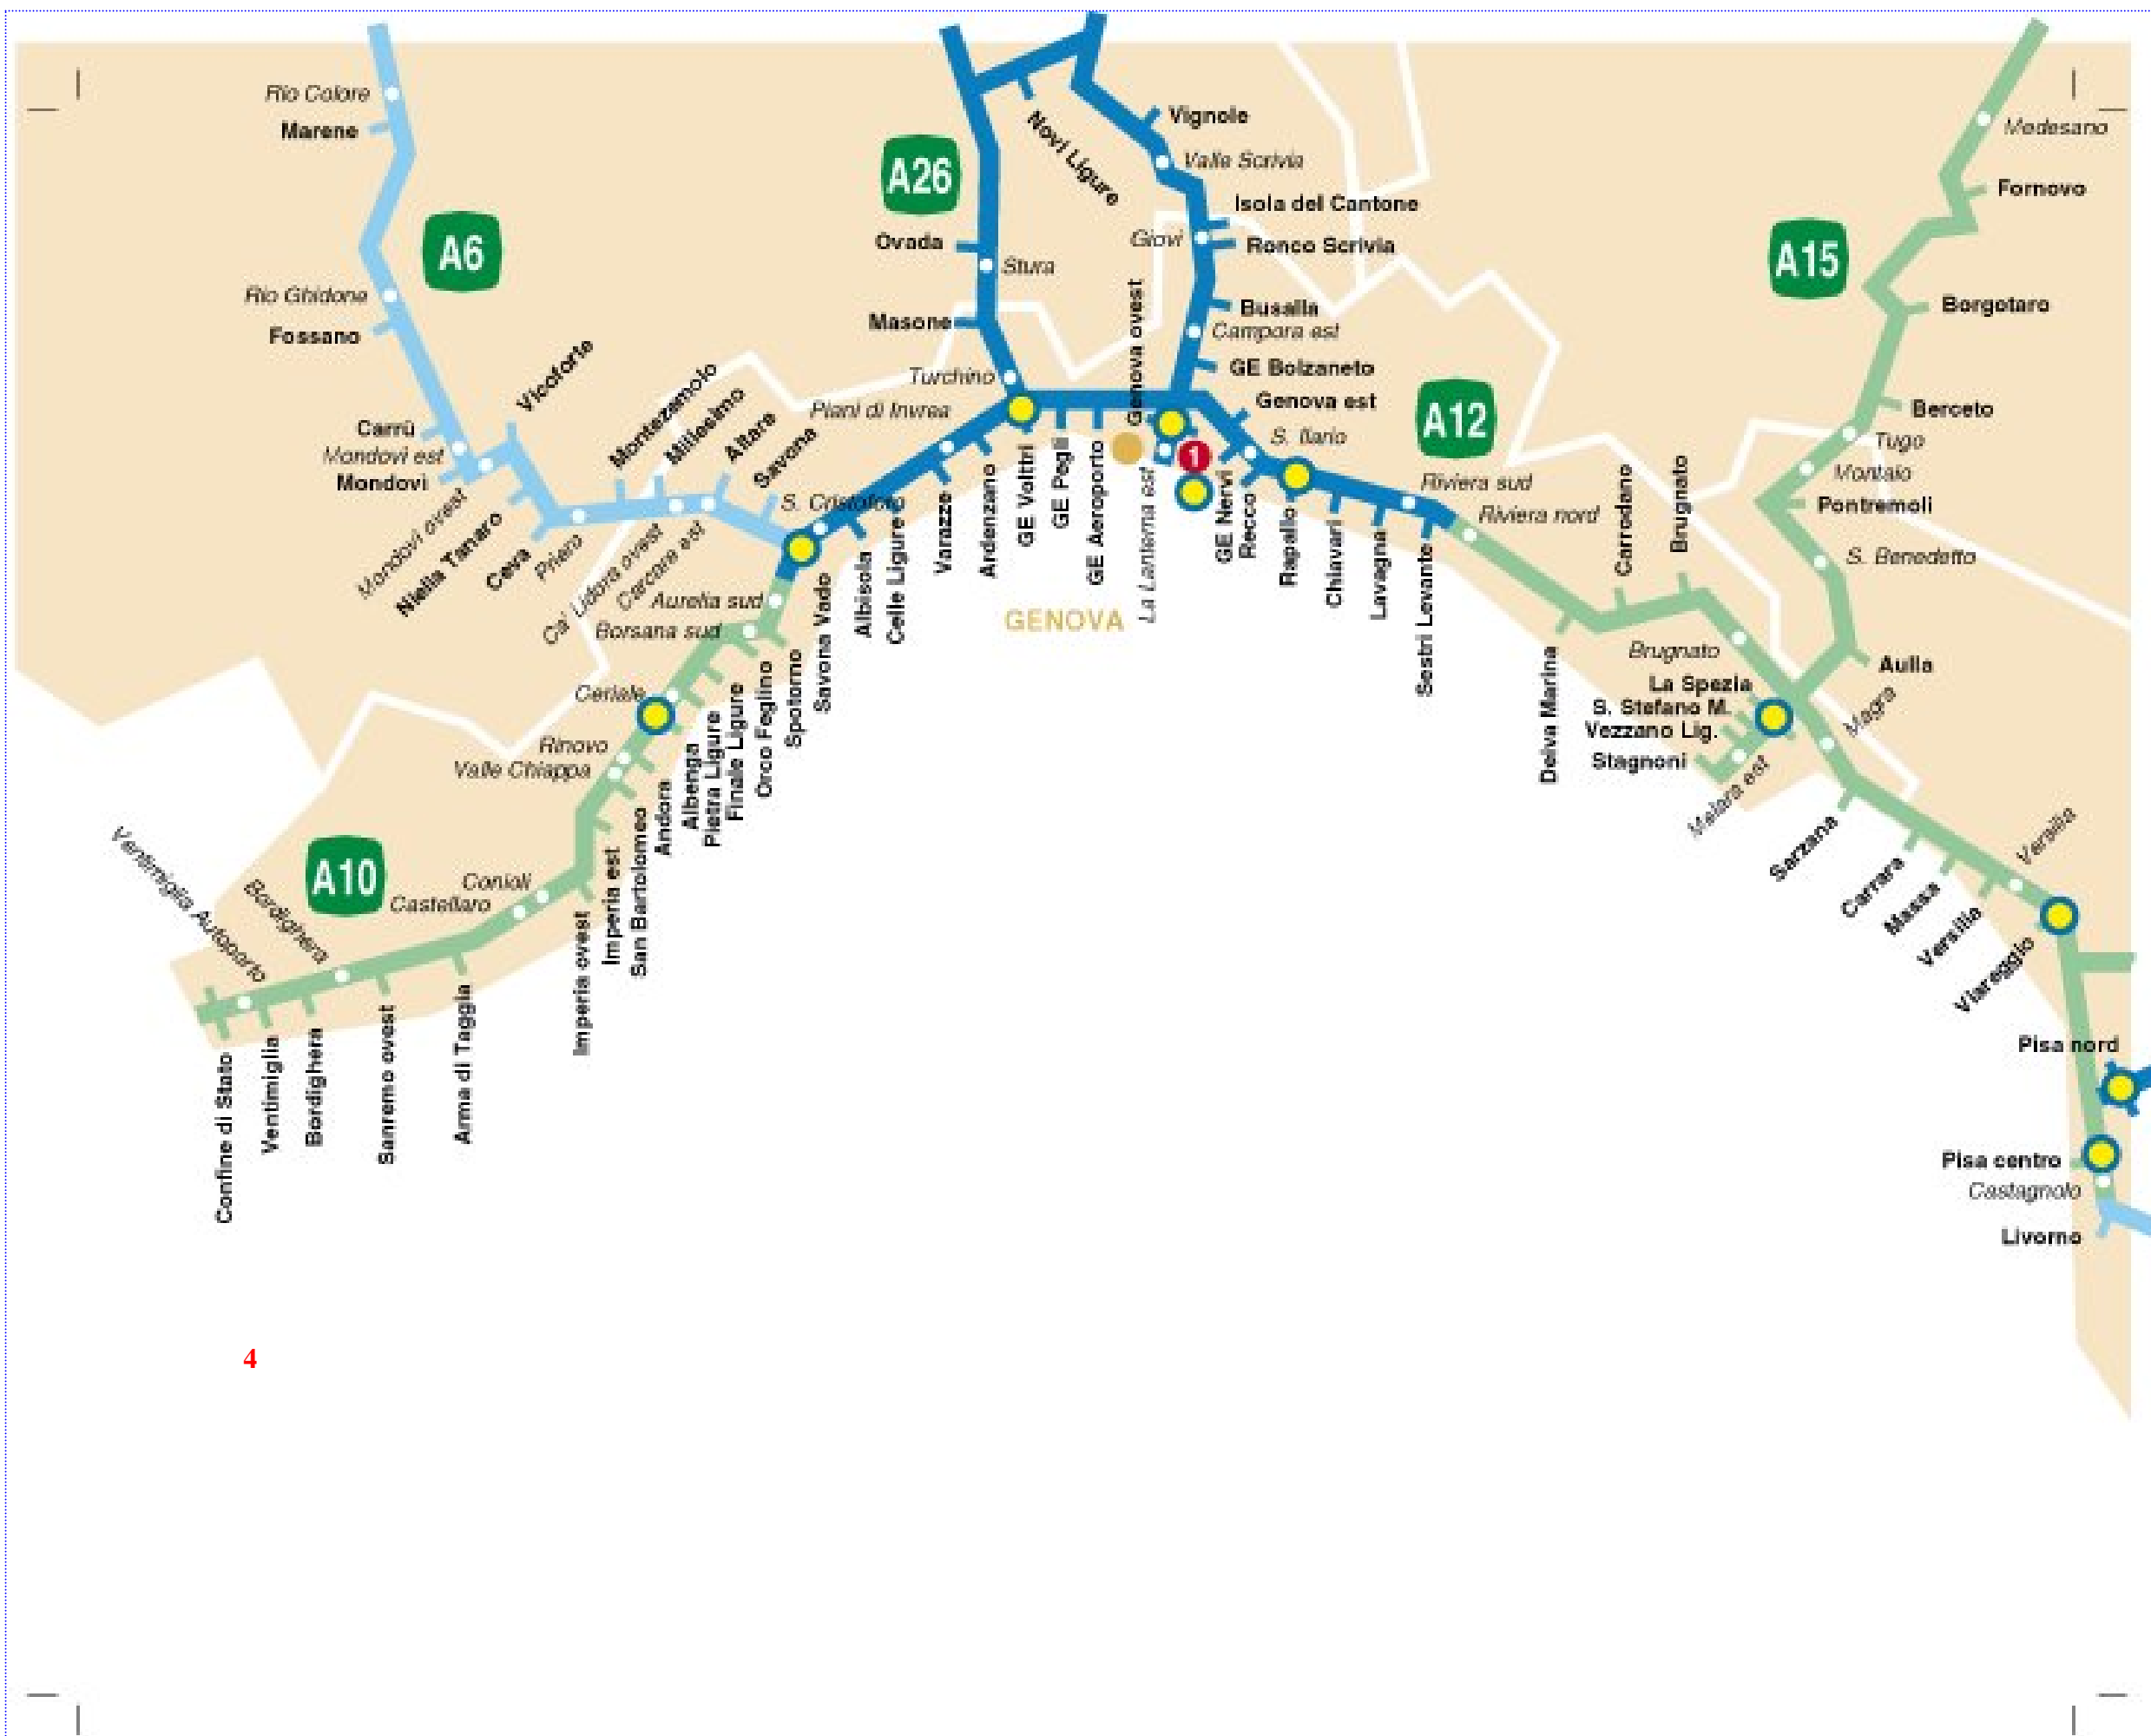 Rio Colore
Marene
A6
Rio Ghidone
Fossano
Vicoforte
Carrù
Mondovì est
Mondovì
Mondovì ovest
Niella Tanaro
Ceva
Priero
Montezamolo
Millesimo
Altare
Savona
Ca' Lidora ovest
Carcare est
A26
Novi Ligure
Ovada
Stura
Masone
Turchino
Piani di Invrea
Vignole
Valle Scrivia
Isola del Cantone
Giovi
Ronco Scrivia
Busalla
Campora est
GE Bolzaneto
Genova ovest
Genova est
S. Ilario
A12
Riviera sud
Riviera nord
S. Cristoforo
Savona Vado
Albisola
Celle Ligure
Varazze
Ardenzano
GE Voltri
GE Pegli
GE Aeroporto
La Lanterna est
1
GE Nervi
Recco
Rapallo
Chiavari
Lavagna
Sestri Levante
GENOVA
Aurelia sud
Borsana sud
Ceriale
Rinovo
Valle Chiappa
Spotorno
Orco Feglino
Finale Ligure
Pietra Ligure
Albenga
Andora
San Bartolomeo
Imperia est
Imperia ovest
A10
Conioli
Castellaro
Ventimiglia Autoporto
Bordighera
Confine di Stato
Ventimiglia
Bordighera
Sanremo ovest
Arma di Taggia
A15
Medesano
Fornovo
Borgotaro
Berceto
Tugo
Montaio
Pontremoli
S. Benedetto
Aulla
Magra
Carrodano
Brugnato
Deiva Marina
Brugnato
La Spezia
S. Stefano M.
Vezzano Lig.
Stagnoni
Melara est
Sarzana
Carrara
Massa
Versilia
Versilia
Viareggio
Pisa nord
Pisa centro
Castagnolo
Livorno
4